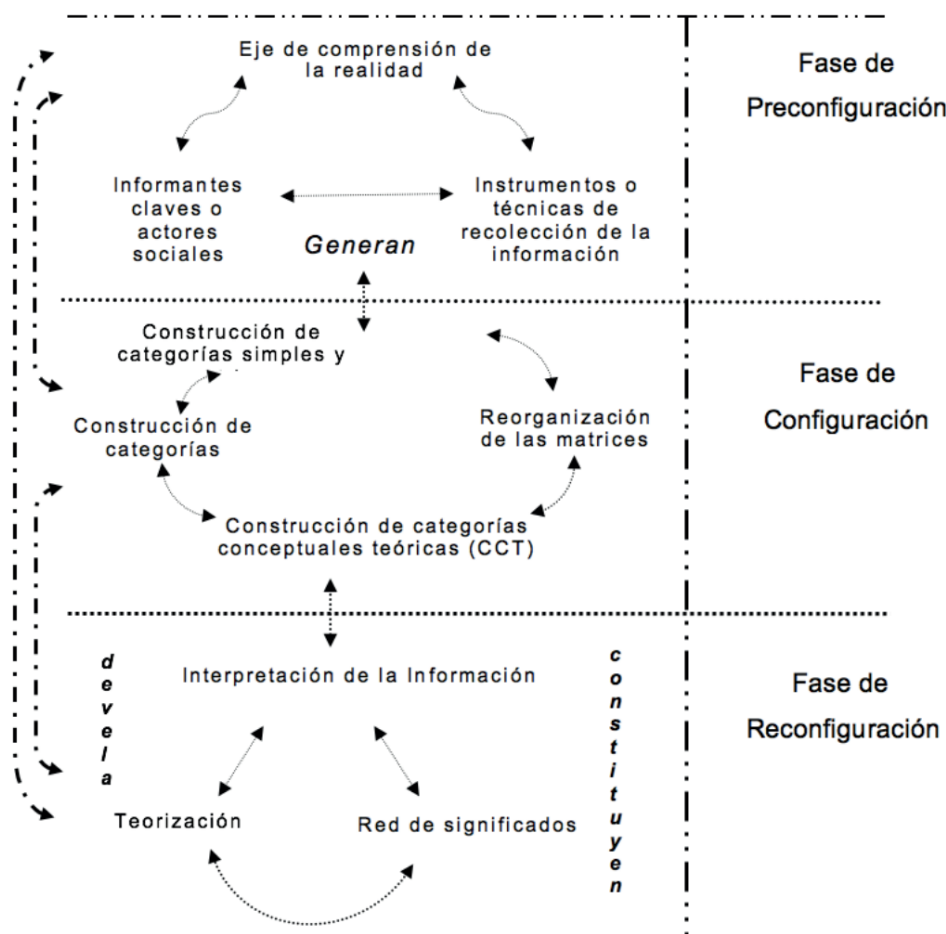 Eje de comprensión de
la realidad
Fase de
Preconfiguración
Informantes
claves o
actores
sociales
Instrumentos o
técnicas de
recolección de la
información
Generan
Construcción de
categorías simples y
Fase de
Configuración
Construcción de
categorías
Reorganización
de las matrices
Construcción de categorías
conceptuales teóricas (CCT)
devela
Interpretación de la Información
constituyen
Fase de
Reconfiguración
Teorización
Red de significados